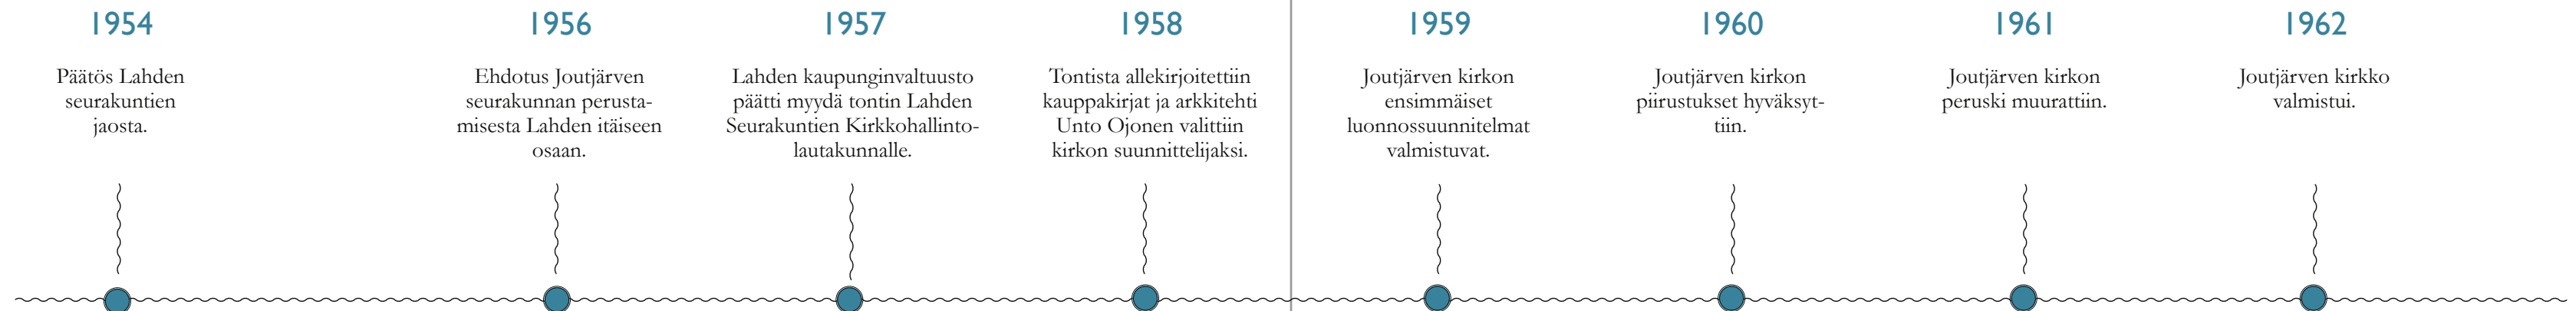 1954
Päätös Lahden
seurakuntien
jaosta.
1956
Ehdotus Joutjärven
seurakunnan perusta-
misesta Lahden itäiseen
osaan.
1957
Lahden kaupunginvaltuusto
päätti myydä tontin Lahden
Seurakuntien Kirkkohallinto-
lautakunnalle.
1958
Tontista allekirjoitettiin
kauppakirjat ja arkkitehti
Unto Ojonen valittiin
kirkon suunnittelijaksi.
1959
Joutjärven kirkon
ensimmäiset
luonnossuunnitelmat
valmistuvat.
1960
Joutjärven kirkon
piirustukset hyväksyt-
tiin.
1961
Joutjärven kirkon
peruski muurattiin.
1962
Joutjärven kirkko
valmistui.